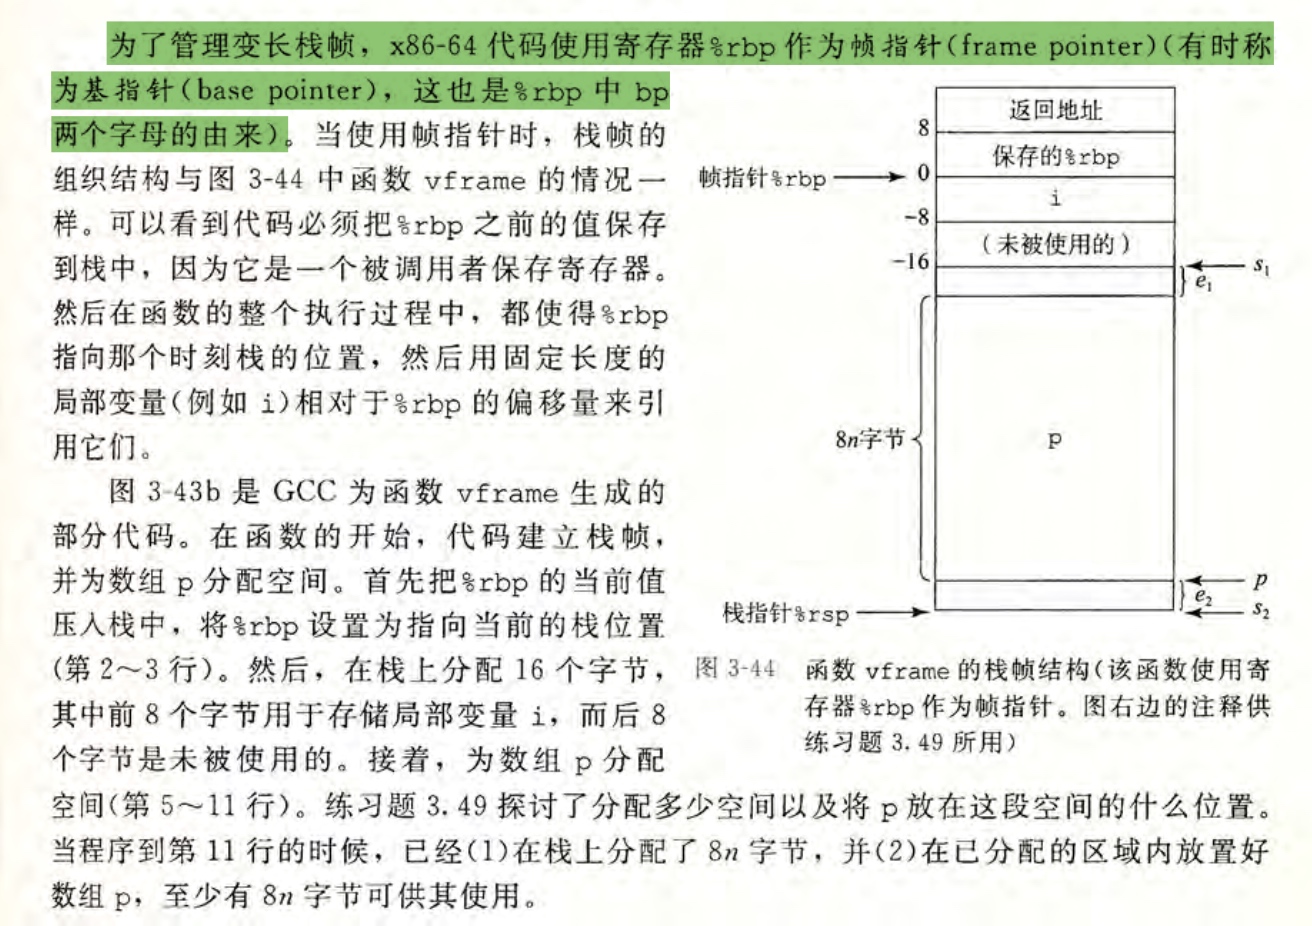 为了管理变长栈帧，x86-64 代码使用寄存器%rbp 作为帧指针(frame pointer)(有时称
为基指针(base pointer)，这也是%rbp 中 bp
两个字母的由来)。当使用帧指针时，栈帧的
组织结构与图 3-44 中函数 vframe 的情况一
样。可以看到代码必须把%rbp 之前的值保存
到栈中，因为它是一个被调用者保存寄存器。
然后在函数的整个执行过程中，都使得%rbp
指向那个时刻栈的位置，然后用固定长度的
局部变量(例如 i)相对于%rbp 的偏移量来引
用它们。
图 3-43b 是 GCC 为函数 vframe 生成的
部分代码。在函数的开始，代码建立栈帧，
并为数组 p 分配空间。首先把%rbp 的当前值
压入栈中，将%rbp 设置为指向当前的栈位置
(第 2～3 行)。然后，在栈上分配 16 个字节，
其中前 8 个字节用于存储局部变量 i，而后 8
个字节是未被使用的。接着，为数组 p 分配
空间(第 5～11 行)。练习题 3.49 探讨了分配多少空间以及将 p 放在这段空间的什么位置。
当程序到第 11 行的时候，已经(1)在栈上分配了 8n 字节，并(2)在已分配的区域内放置好
数组 p，至少有 8n 字节可供其使用。
返回地址
8
保存的%rbp
帧指针%rbp
0
i
-8
(未被使用的)
-16
s₁
e₁
8n字节
p
p
e₂
栈指针%rsp
s₂
图 3-44 函数 vframe 的栈帧结构(该函数使用寄
存器%rbp 作为帧指针。图右边的注释供
练习题 3.49 所用)